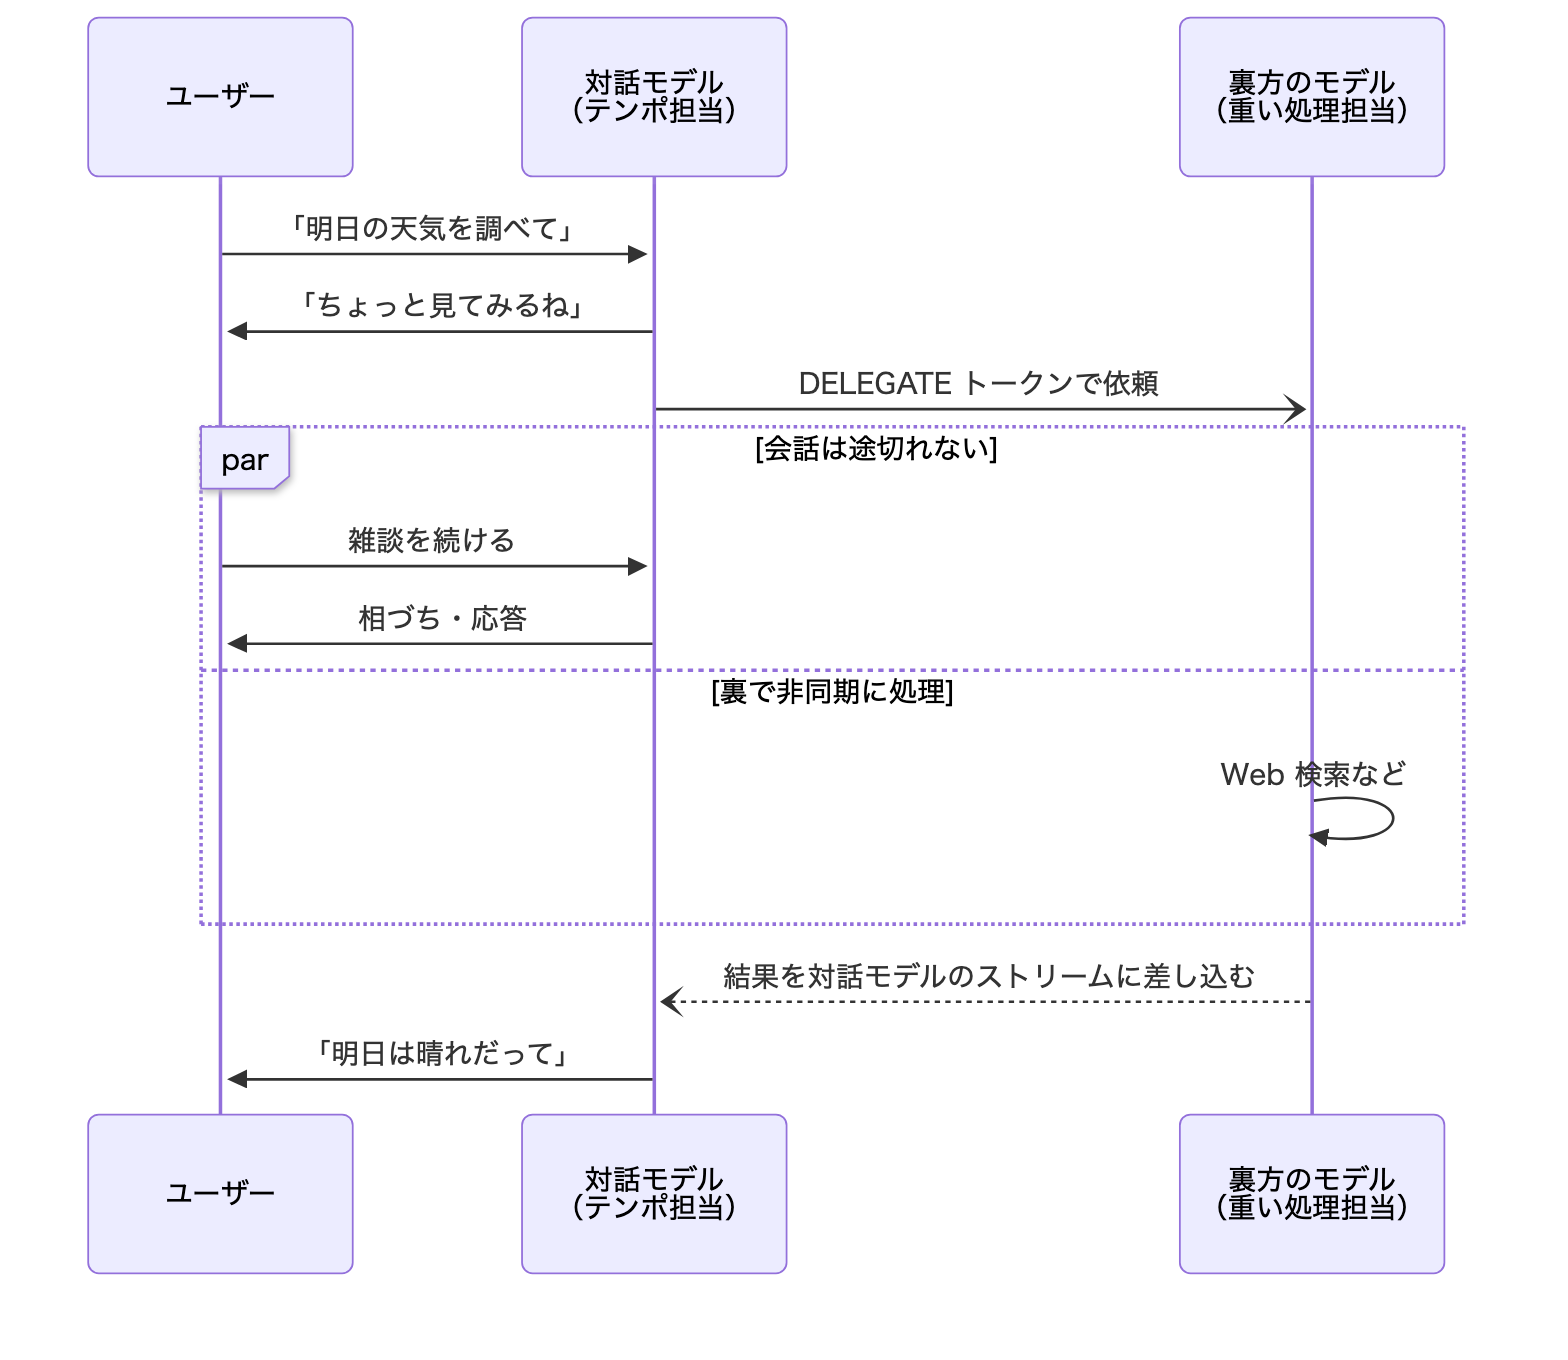 ユーザー
対話モデル
（テンポ担当）
裏方のモデル
（重い処理担当）
「明日の天気を調べて」
「ちょっと見てみるね」
DELEGATE トークンで依頼
par
[会話は途切れない]
雑談を続ける
相づち・応答
[裏で非同期に処理]
Web 検索など
結果を対話モデルのストリームに差し込む
「明日は晴れだって」
ユーザー
対話モデル
（テンポ担当）
裏方のモデル
（重い処理担当）